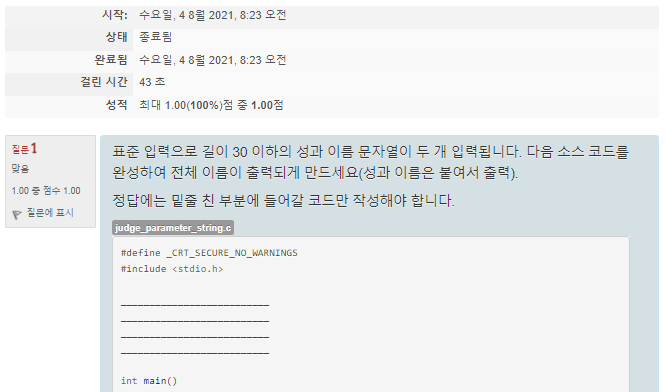 시작: 수요일, 4 8월 2021, 8:23 오전
상태 종료됨
완료됨 수요일, 4 8월 2021, 8:23 오전
걸린 시간 43 초
성적 최대 1.00(100%)점 중 1.00점
질문1
맞음
1.00 중 점수 1.00
질문에 표시
표준 입력으로 길이 30 이하의 성과 이름 문자열이 두 개 입력됩니다. 다음 소스 코드를
완성하여 전체 이름이 출력되게 만드세요(성과 이름은 붙여서 출력).
정답에는 밑줄 친 부분에 들어갈 코드만 작성해야 합니다.
judge_parameter_string.c
#define _CRT_SECURE_NO_WARNINGS
#include <stdio.h>
__________________________
__________________________
__________________________
__________________________
int main()